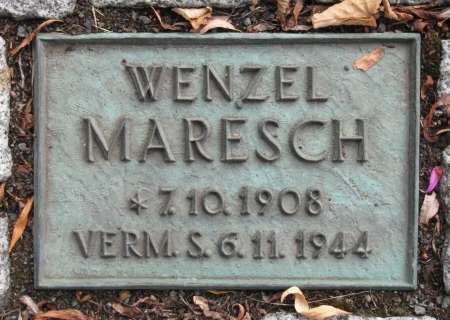 WENZEL
MARESCH
* 7.10.1908
VERM. S. 6.11.1944